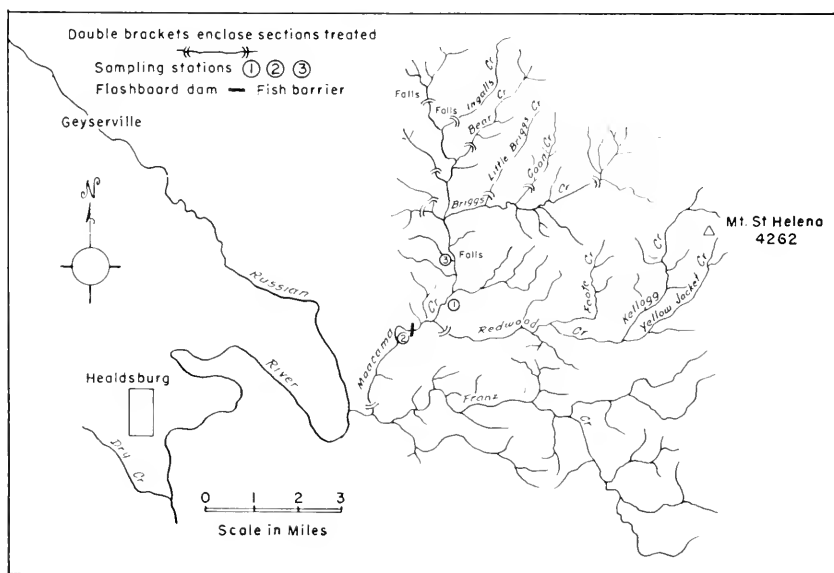 Double brackets enclose sections treated
Sampling stations ① ② ③
Flashboard dam Fish barrier
Geyserville
N
Falls
Falls
Ingalls Cr
Bear Cr
Little Briggs Cr
Coon Cr
Briggs Cr
Mt. St Helena
4262
③ Falls
Foote Cr
Kellogg Cr
Yellow Jacket Cr
Russian River
Maacama Cr
①
②
Redwood Cr
Franz Cr
Healdsburg
Dry Cr
0 1 2 3
Scale in Miles